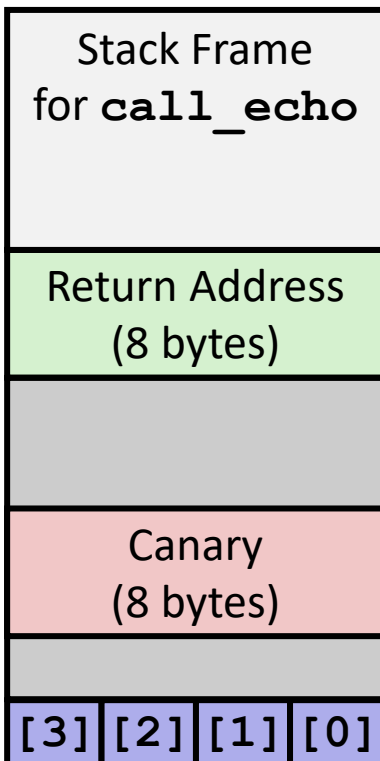 Stack Frame
for call_echo
Return Address
(8 bytes)
Canary
(8 bytes)
[3] [2] [1] [0]